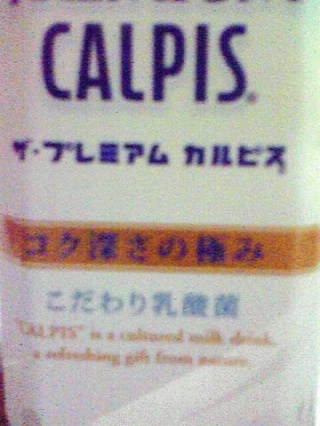 CALPIS®
ザ・プレミアム カルピス
コク深さの極み
こだわり乳酸菌
"CALPIS" is a cultured milk drink,
a refreshing gift from nature.